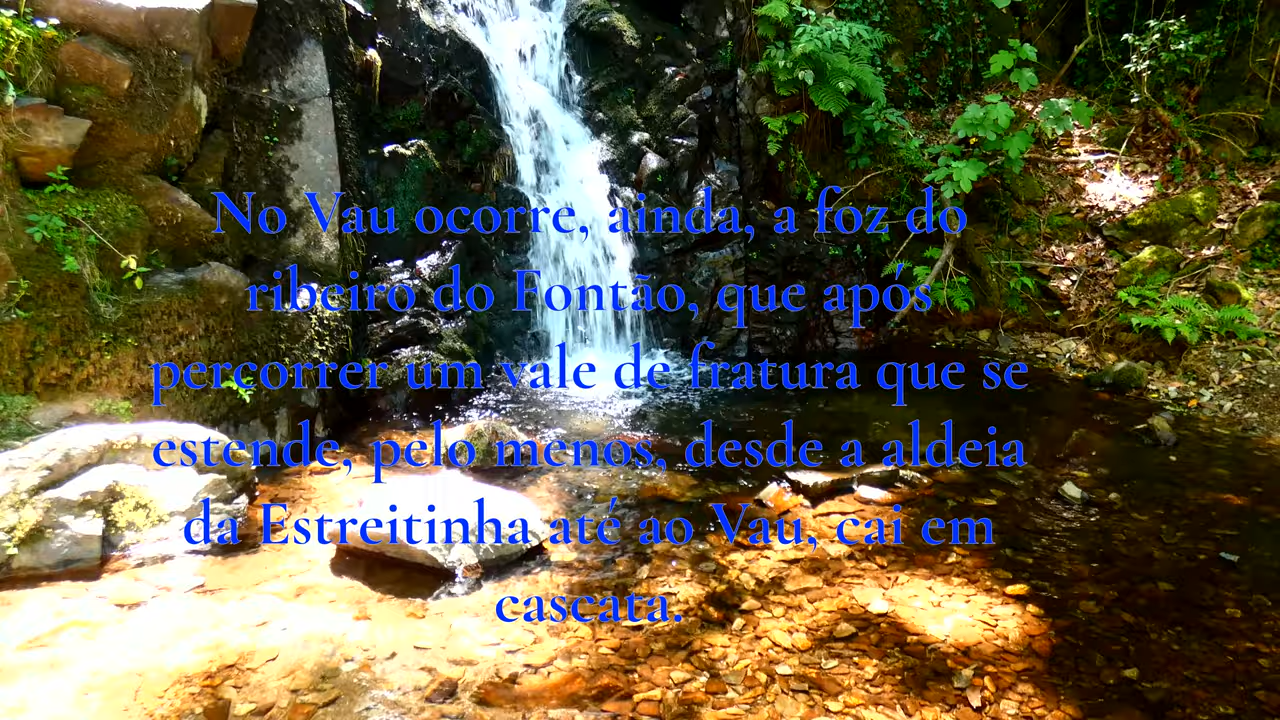 No Vau ocorre, ainda, a foz do
ribeiro do Fontão, que após
percorrer um vale de fratura que se
estende, pelo menos, desde a aldeia
da Estreitinha até ao Vau, cai em
cascata.